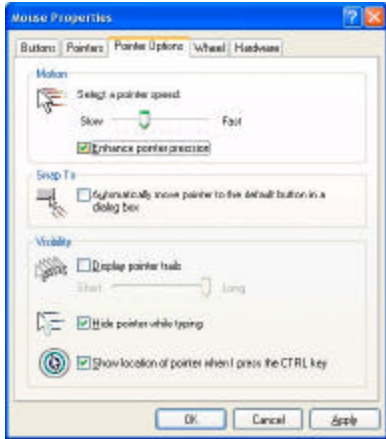 Mouse Properties
Buttons Pointers Pointer Options Wheel Hardware
Motion
Select a pointer speed:
Slow Fast
Enhance pointer precision
Snap To
Automatically move pointer to the default button in a
dialog box
Visibility
Display pointer trails
Short Long
Hide pointer while typing
Show location of pointer when I press the CTRL key
OK Cancel Apply